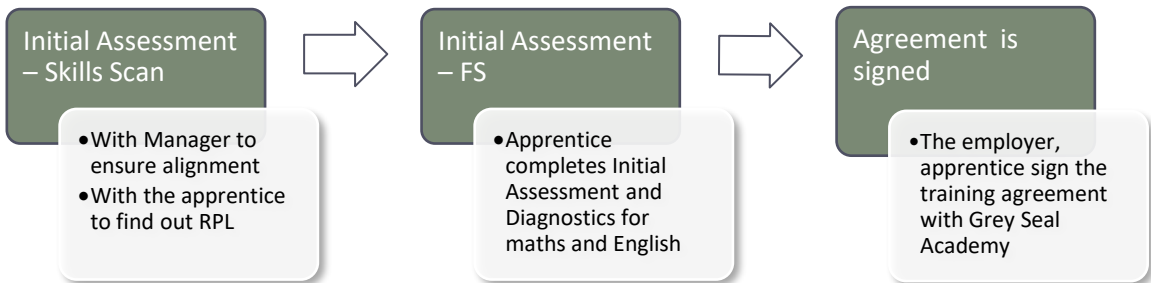 Initial Assessment
– Skills Scan
•With Manager to
ensure alignment
•With the apprentice
to find out RPL
Initial Assessment
– FS
•Apprentice
completes Initial
Assessment and
Diagnostics for
maths and English
Agreement is
signed
•The employer,
apprentice sign the
training agreement
with Grey Seal
Academy